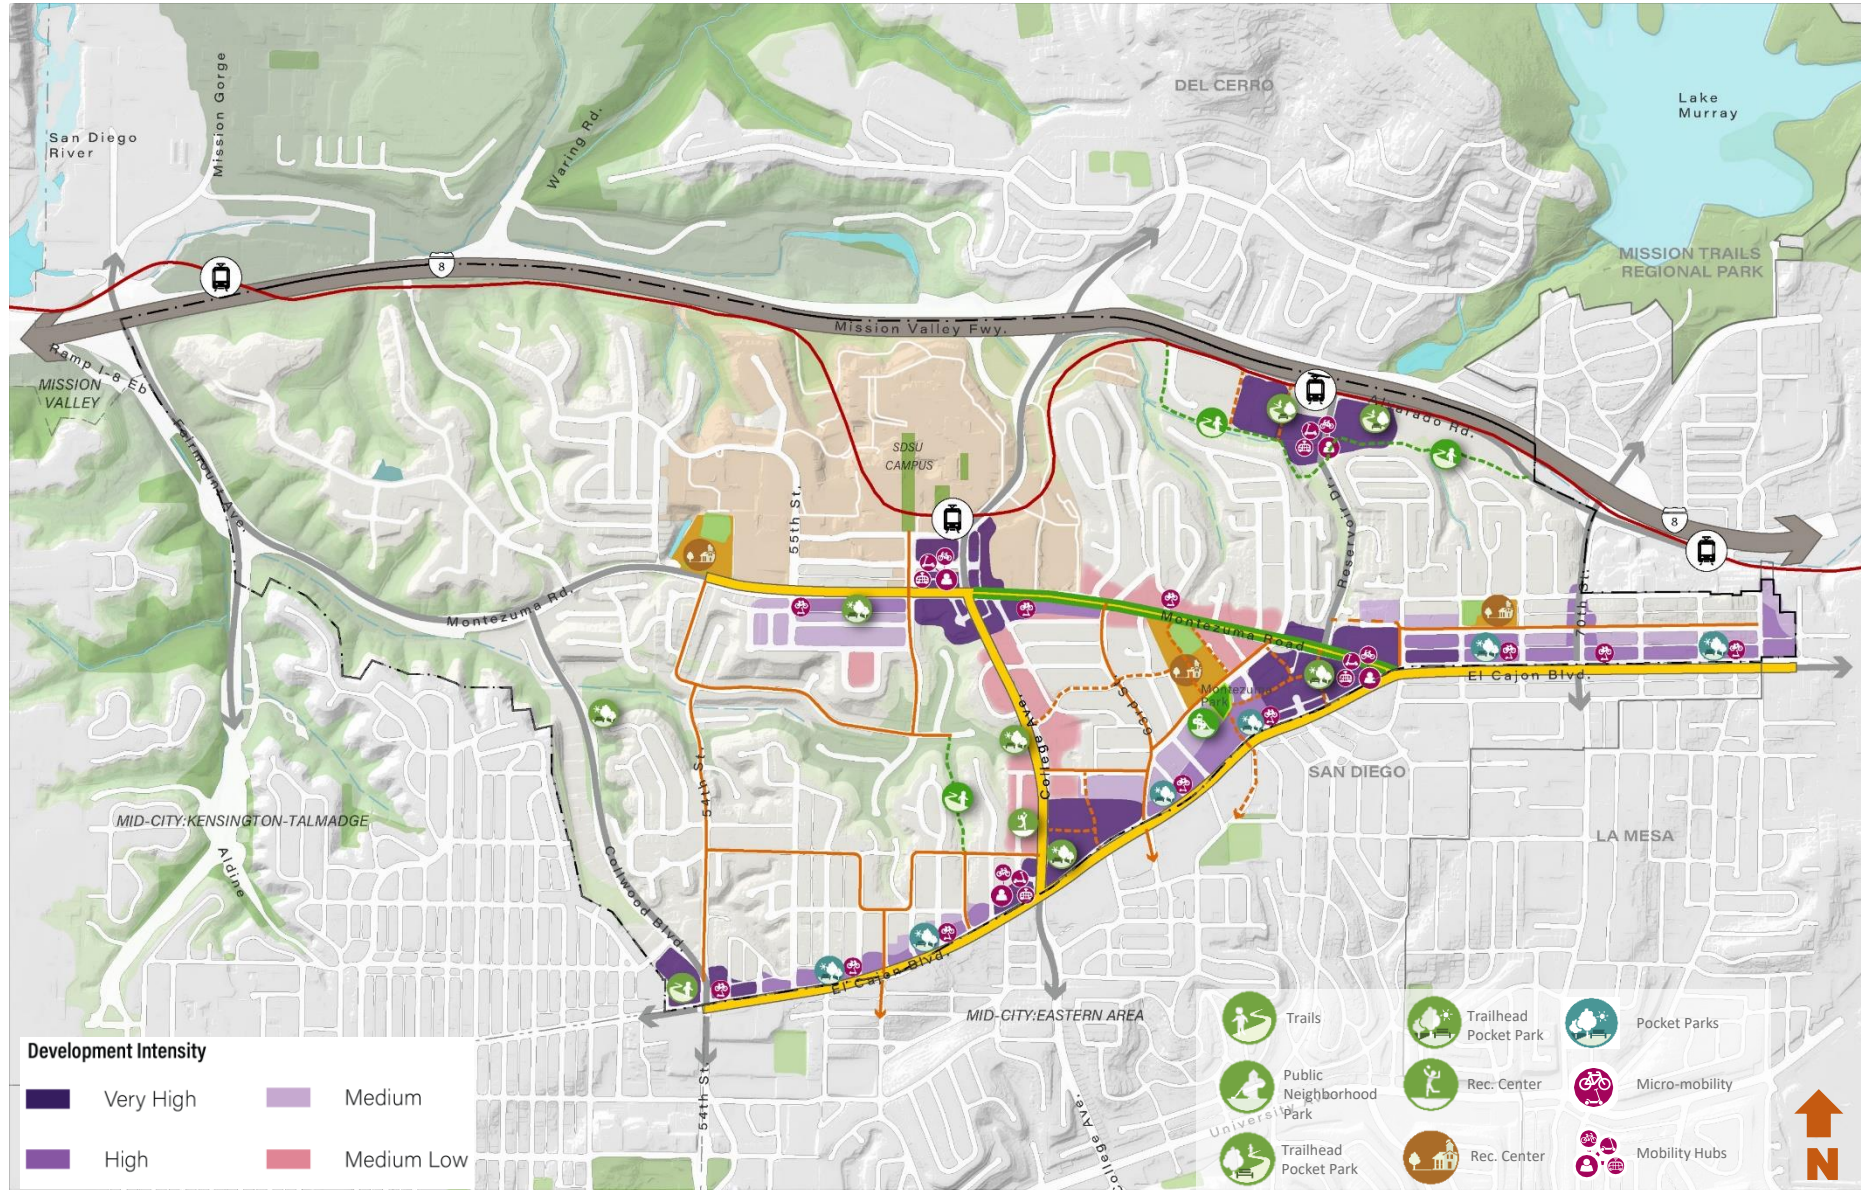 DEL CERRO
Lake
Murray
San Diego
River
Mission Gorge
Waring Rd.
MISSION TRAILS
REGIONAL PARK
8
Mission Valley Fwy.
Ramp I-8 Eb
MISSION
VALLEY
Fairmount Ave.
SDSU
CAMPUS
55th St.
Alvarado Rd.
Reservoir Dr.
8
70th St.
Montezuma Rd.
Montezuma Road
El Cajon Blvd.
Montezuma
Park
63rd St.
College Ave.
54th St.
SAN DIEGO
LA MESA
MID-CITY:KENSINGTON-TALMADGE
Aldine
Collwood Blvd.
El Cajon Blvd.
MID-CITY:EASTERN AREA
54th St.
College Ave.
University
Development Intensity
Very High
Medium
High
Medium Low
Trails
Trailhead
Pocket Park
Pocket Parks
Public
Neighborhood
Park
Rec. Center
Micro-mobility
Trailhead
Pocket Park
Rec. Center
Mobility Hubs
N